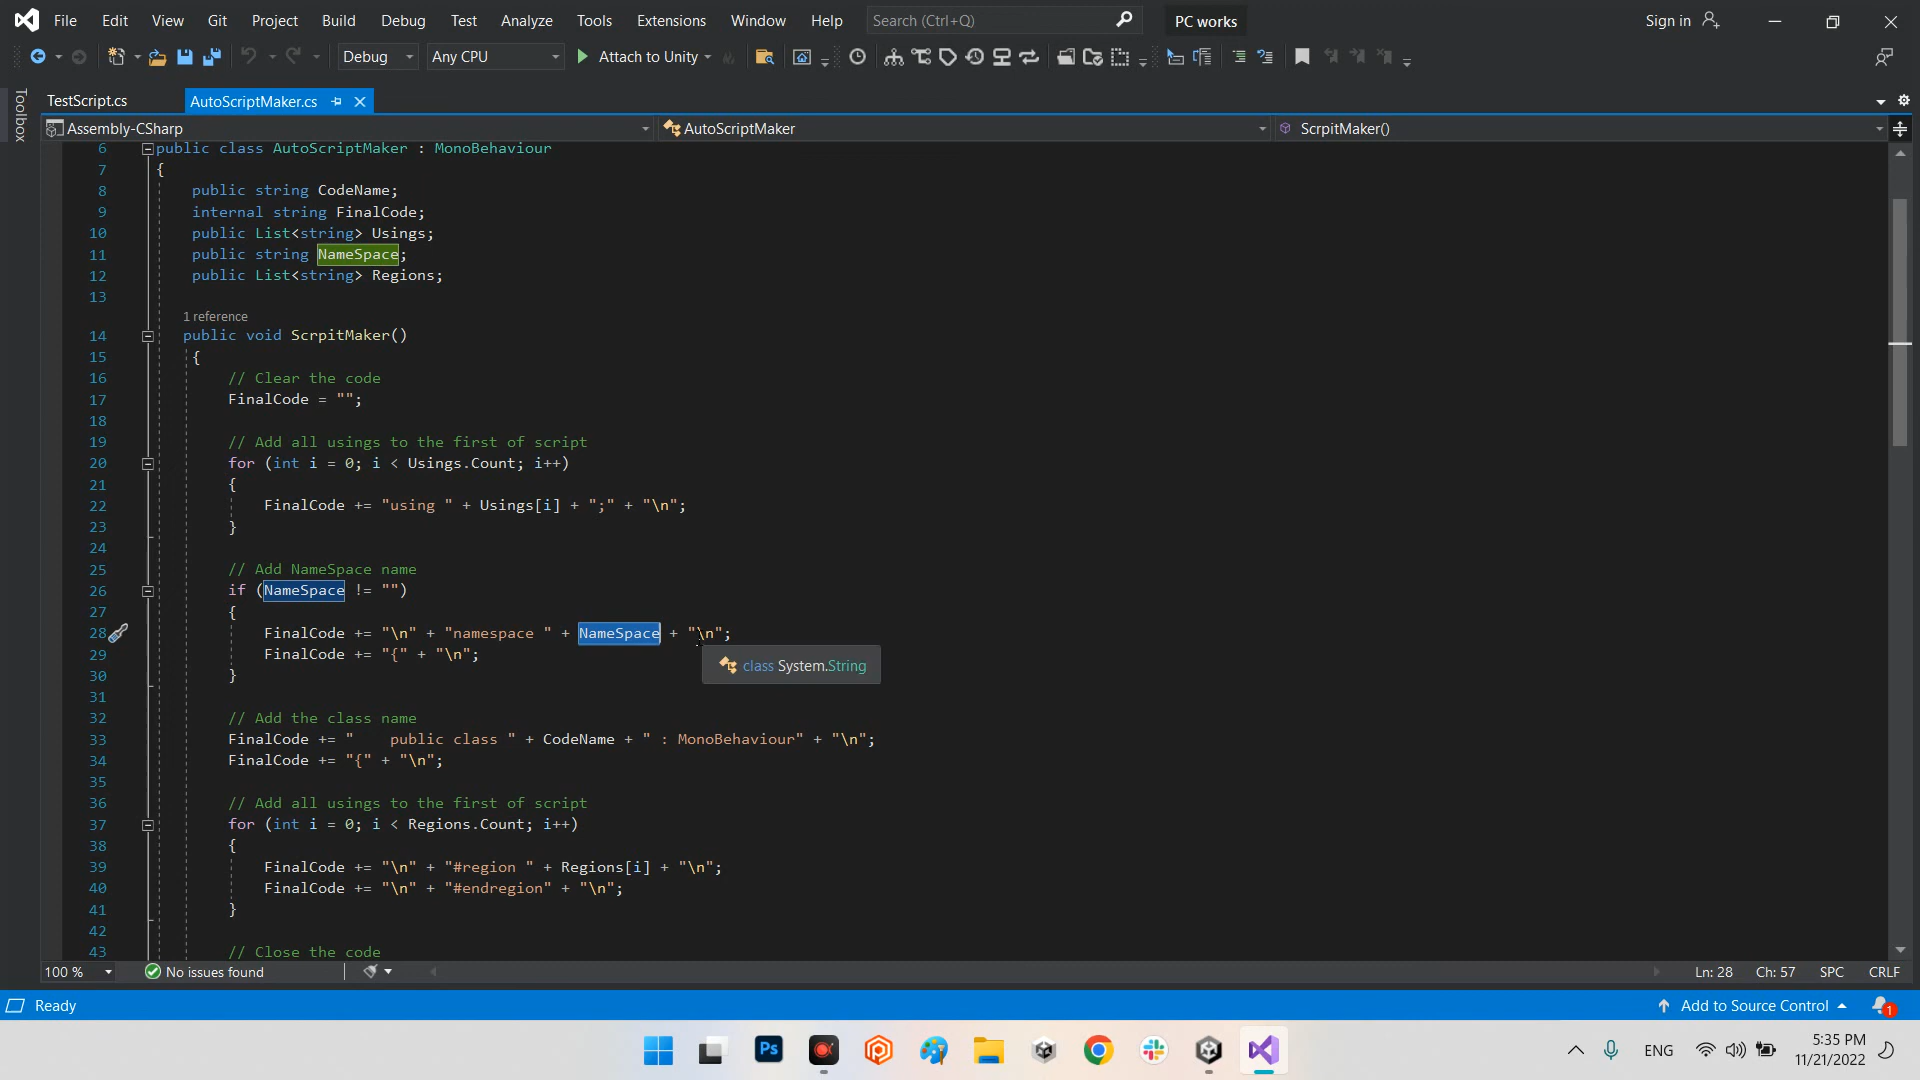 File Edit View Git Project Build Debug Test Analyze Tools Extensions Window Help Search (Ctrl+Q) PC works Sign in
Debug Any CPU Attach to Unity
Toolbox
TestScript.cs AutoScriptMaker.cs
Assembly-CSharp AutoScriptMaker ScrpitMaker()
6 public class AutoScriptMaker : MonoBehaviour
7 {
8 public string CodeName;
9 internal string FinalCode;
10 public List<string> Usings;
11 public string NameSpace;
12 public List<string> Regions;
13
1 reference
14 public void ScrpitMaker()
15 {
16 // Clear the code
17 FinalCode = "";
18
19 // Add all usings to the first of script
20 for (int i = 0; i < Usings.Count; i++)
21 {
22 FinalCode += "using " + Usings[i] + ";" + "\n";
23 }
24
25 // Add NameSpace name
26 if (NameSpace != "")
27 {
28 FinalCode += "\n" + "namespace " + NameSpace + "\n";
29 FinalCode += "{" + "\n";
class System.String
30 }
31
32 // Add the class name
33 FinalCode += "    public class " + CodeName + " : MonoBehaviour" + "\n";
34 FinalCode += "{" + "\n";
35
36 // Add all usings to the first of script
37 for (int i = 0; i < Regions.Count; i++)
38 {
39 FinalCode += "\n" + "#region " + Regions[i] + "\n";
40 FinalCode += "\n" + "#endregion" + "\n";
41 }
42
43 // Close the code
100 % No issues found Ln: 28 Ch: 57 SPC CRLF
Ready Add to Source Control 1
Ps ENG 5:35 PM
11/21/2022